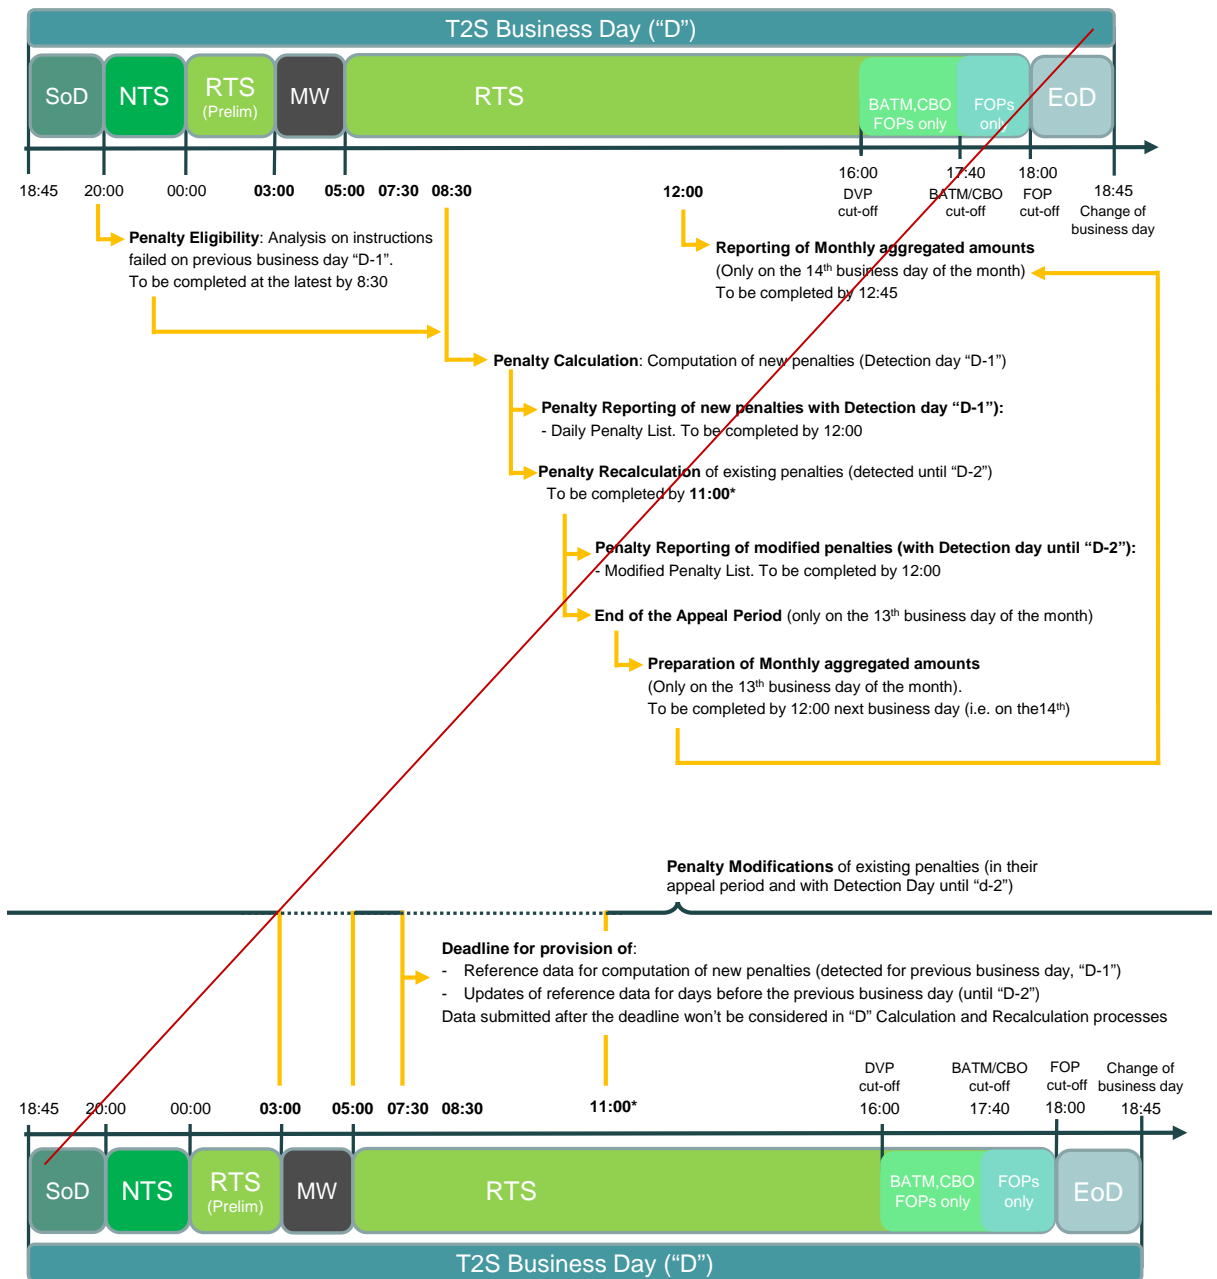 T2S Business Day (“D”)
SoD
NTS
RTS
(Prelim)
MW
RTS
BATM,CBO
FOPs only
FOPs
only
EoD
18:45
20:00
00:00
03:00
05:00
07:30
08:30
12:00
16:00
DVP
cut-off
17:40
BATM/CBO
cut-off
18:00
FOP
cut-off
18:45
Change of
business day
Penalty Eligibility: Analysis on instructions
failed on previous business day “D-1”.
To be completed at the latest by 8:30
Reporting of Monthly aggregated amounts
(Only on the 14th business day of the month)
To be completed by 12:45
Penalty Calculation: Computation of new penalties (Detection day “D-1”)
Penalty Reporting of new penalties with Detection day “D-1”):
- Daily Penalty List. To be completed by 12:00
Penalty Recalculation of existing penalties (detected until “D-2”)
To be completed by 11:00*
Penalty Reporting of modified penalties (with Detection day until “D-2”):
- Modified Penalty List. To be completed by 12:00
End of the Appeal Period (only on the 13th business day of the month)
Preparation of Monthly aggregated amounts
(Only on the 13th business day of the month).
To be completed by 12:00 next business day (i.e. on the14th)
Penalty Modifications of existing penalties (in their
appeal period and with Detection Day until “d-2”)
Deadline for provision of:
- Reference data for computation of new penalties (detected for previous business day, “D-1”)
- Updates of reference data for days before the previous business day (until “D-2”)
Data submitted after the deadline won’t be considered in “D” Calculation and Recalculation processes
18:45
20:00
00:00
03:00
05:00
07:30
08:30
11:00*
DVP
cut-off
16:00
BATM/CBO
cut-off
17:40
FOP
cut-off
18:00
Change of
business day
18:45
SoD
NTS
RTS
(Prelim)
MW
RTS
BATM,CBO
FOPs only
FOPs
only
EoD
T2S Business Day (“D”)